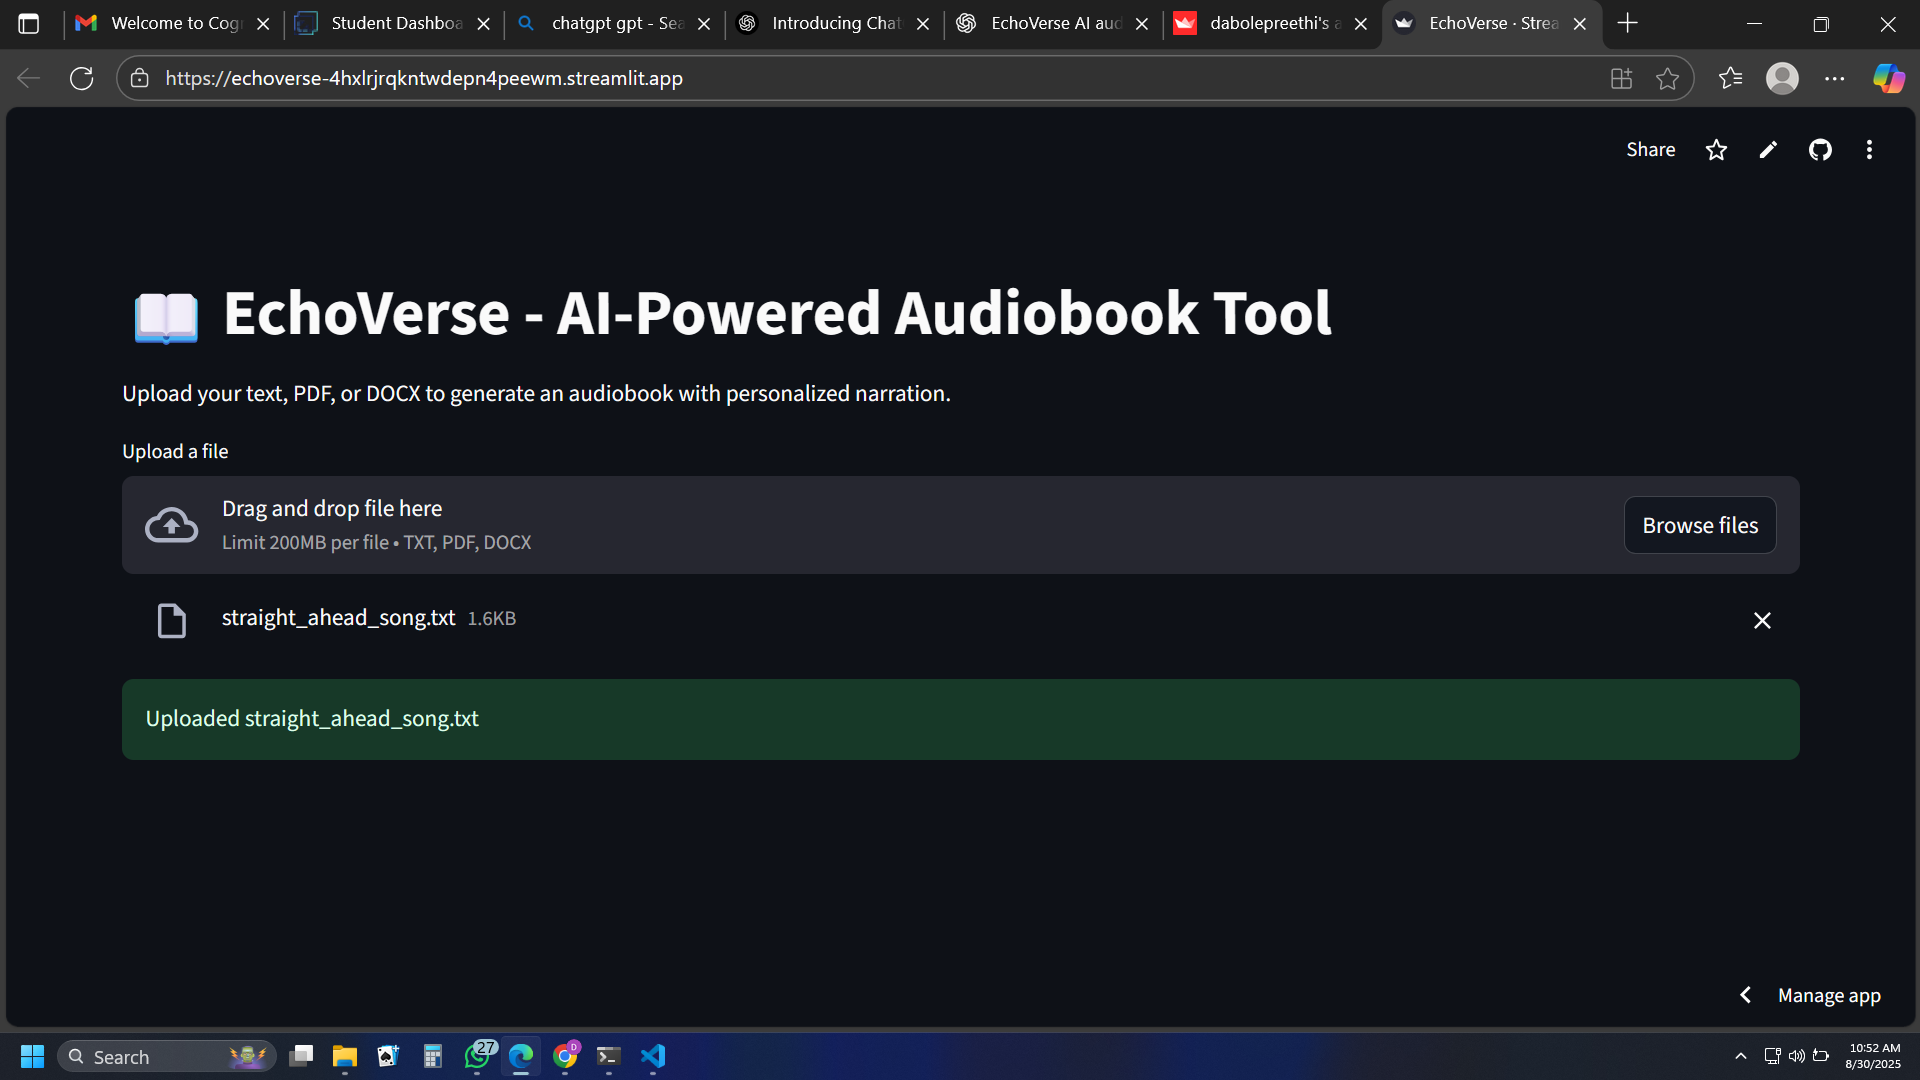 Welcome to Cog
Student Dashboa
chatgpt gpt - Sea
Introducing Chat
EchoVerse AI aud
dabolepreethi's a
EchoVerse · Strea
https://echoverse-4hxlrjrqkntwdepn4peewm.streamlit.app
Share
EchoVerse - AI-Powered Audiobook Tool
Upload your text, PDF, or DOCX to generate an audiobook with personalized narration.
Upload a file
Drag and drop file here
Limit 200MB per file • TXT, PDF, DOCX
Browse files
straight_ahead_song.txt 1.6KB
Uploaded straight_ahead_song.txt
Manage app
Search
27
D
10:52 AM
8/30/2025